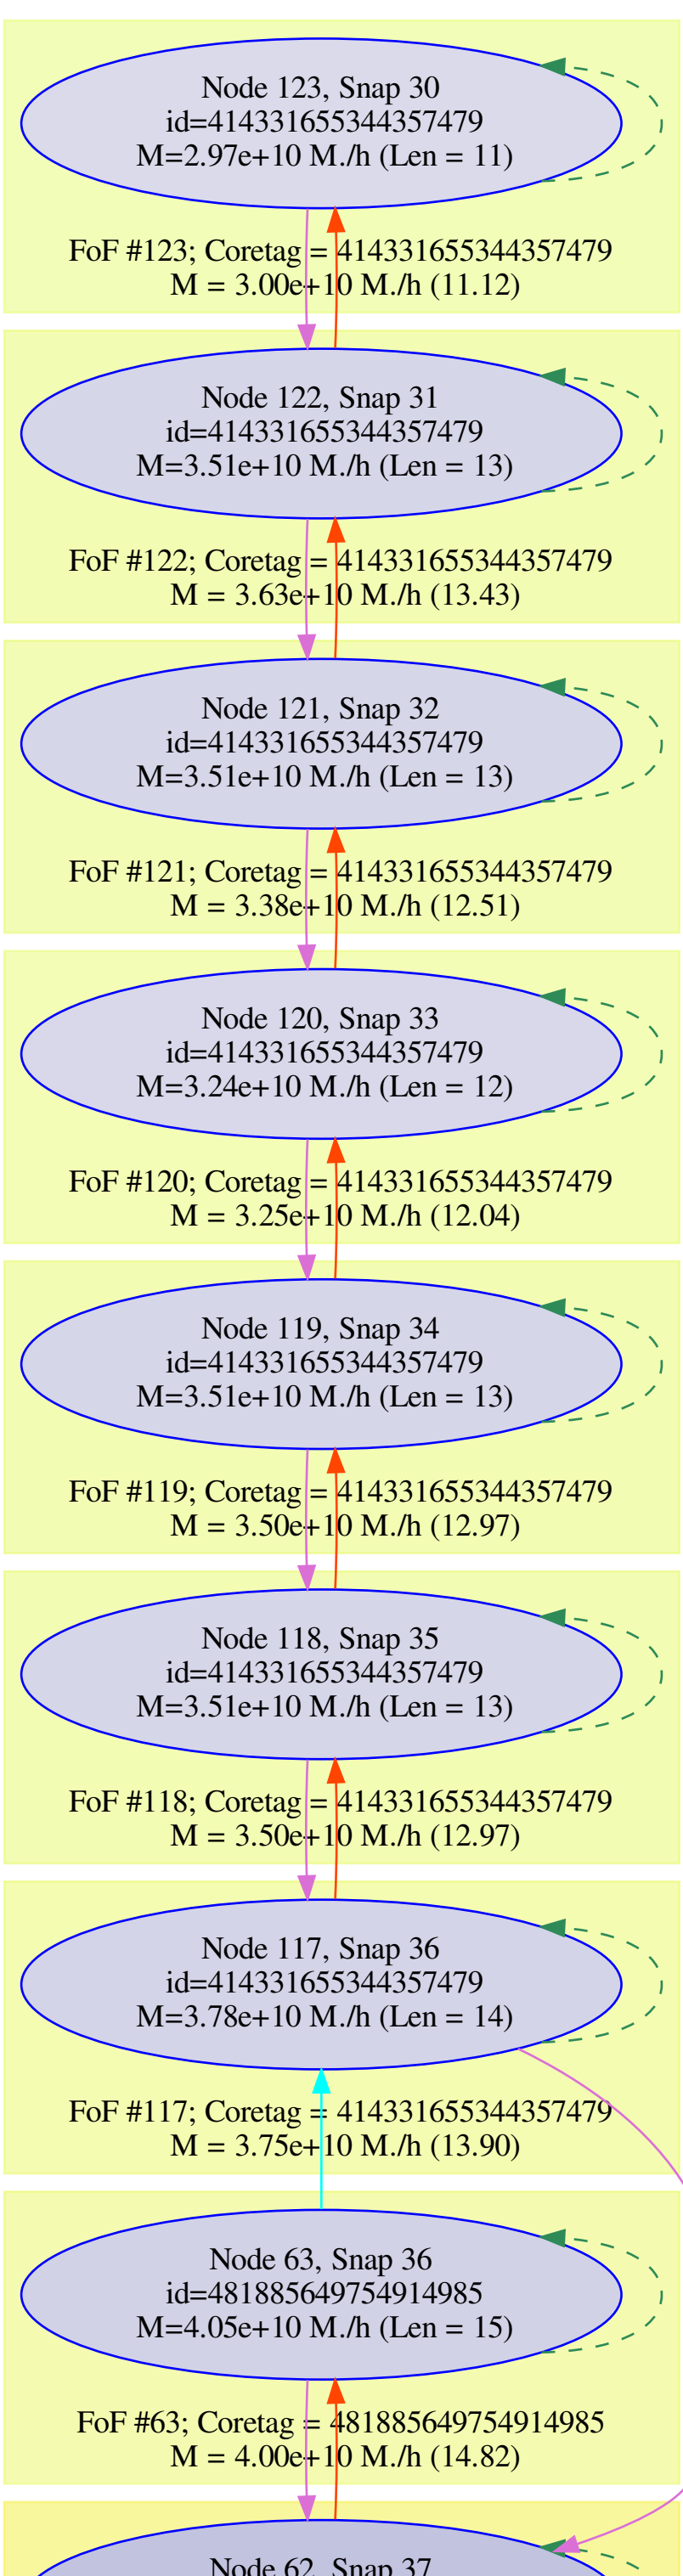 Node 123, Snap 30
id=414331655344357479
M=2.97e+10 M./h (Len = 11)
FoF #123; Coretag = 414331655344357479
M = 3.00e+10 M./h (11.12)
Node 122, Snap 31
id=414331655344357479
M=3.51e+10 M./h (Len = 13)
FoF #122; Coretag = 414331655344357479
M = 3.63e+10 M./h (13.43)
Node 121, Snap 32
id=414331655344357479
M=3.51e+10 M./h (Len = 13)
FoF #121; Coretag = 414331655344357479
M = 3.38e+10 M./h (12.51)
Node 120, Snap 33
id=414331655344357479
M=3.24e+10 M./h (Len = 12)
FoF #120; Coretag = 414331655344357479
M = 3.25e+10 M./h (12.04)
Node 119, Snap 34
id=414331655344357479
M=3.51e+10 M./h (Len = 13)
FoF #119; Coretag = 414331655344357479
M = 3.50e+10 M./h (12.97)
Node 118, Snap 35
id=414331655344357479
M=3.51e+10 M./h (Len = 13)
FoF #118; Coretag = 414331655344357479
M = 3.50e+10 M./h (12.97)
Node 117, Snap 36
id=414331655344357479
M=3.78e+10 M./h (Len = 14)
FoF #117; Coretag = 414331655344357479
M = 3.75e+10 M./h (13.90)
Node 63, Snap 36
id=481885649754914985
M=4.05e+10 M./h (Len = 15)
FoF #63; Coretag = 481885649754914985
M = 4.00e+10 M./h (14.82)
Node 62, Snap 37